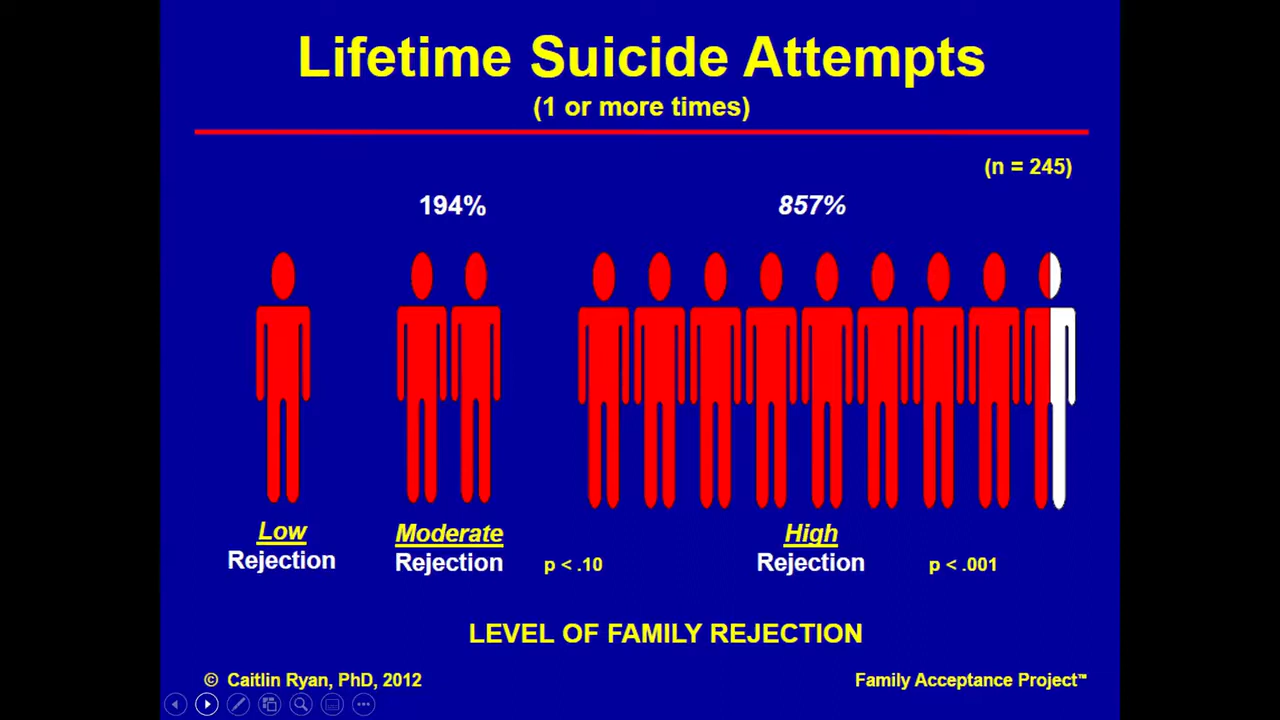 Lifetime Suicide Attempts
(1 or more times)
(n = 245)
194% 857%
Low Moderate High
Rejection Rejection p < .10 Rejection p < .001
LEVEL OF FAMILY REJECTION
© Caitlin Ryan, PhD, 2012 Family Acceptance Project™